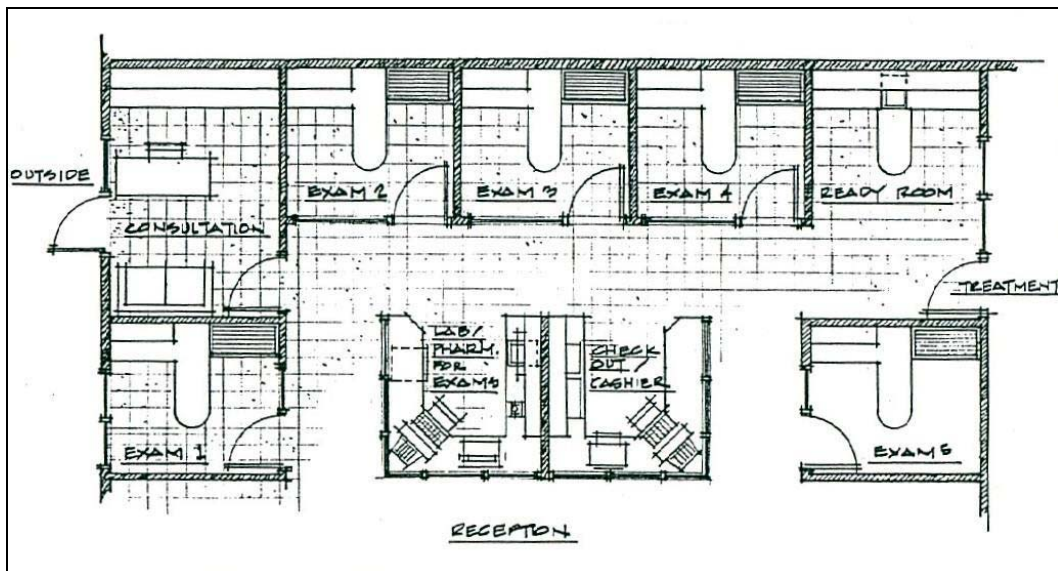 EXAM 2
EXAM 3
EXAM 4
READY ROOM
OUTSIDE
CONSULTATION
TREATMENT
LAB/
PHARM.
FOR
EXAMS
CHECK
OUT/
CASHIER
EXAM 1
EXAM 5
RECEPTION